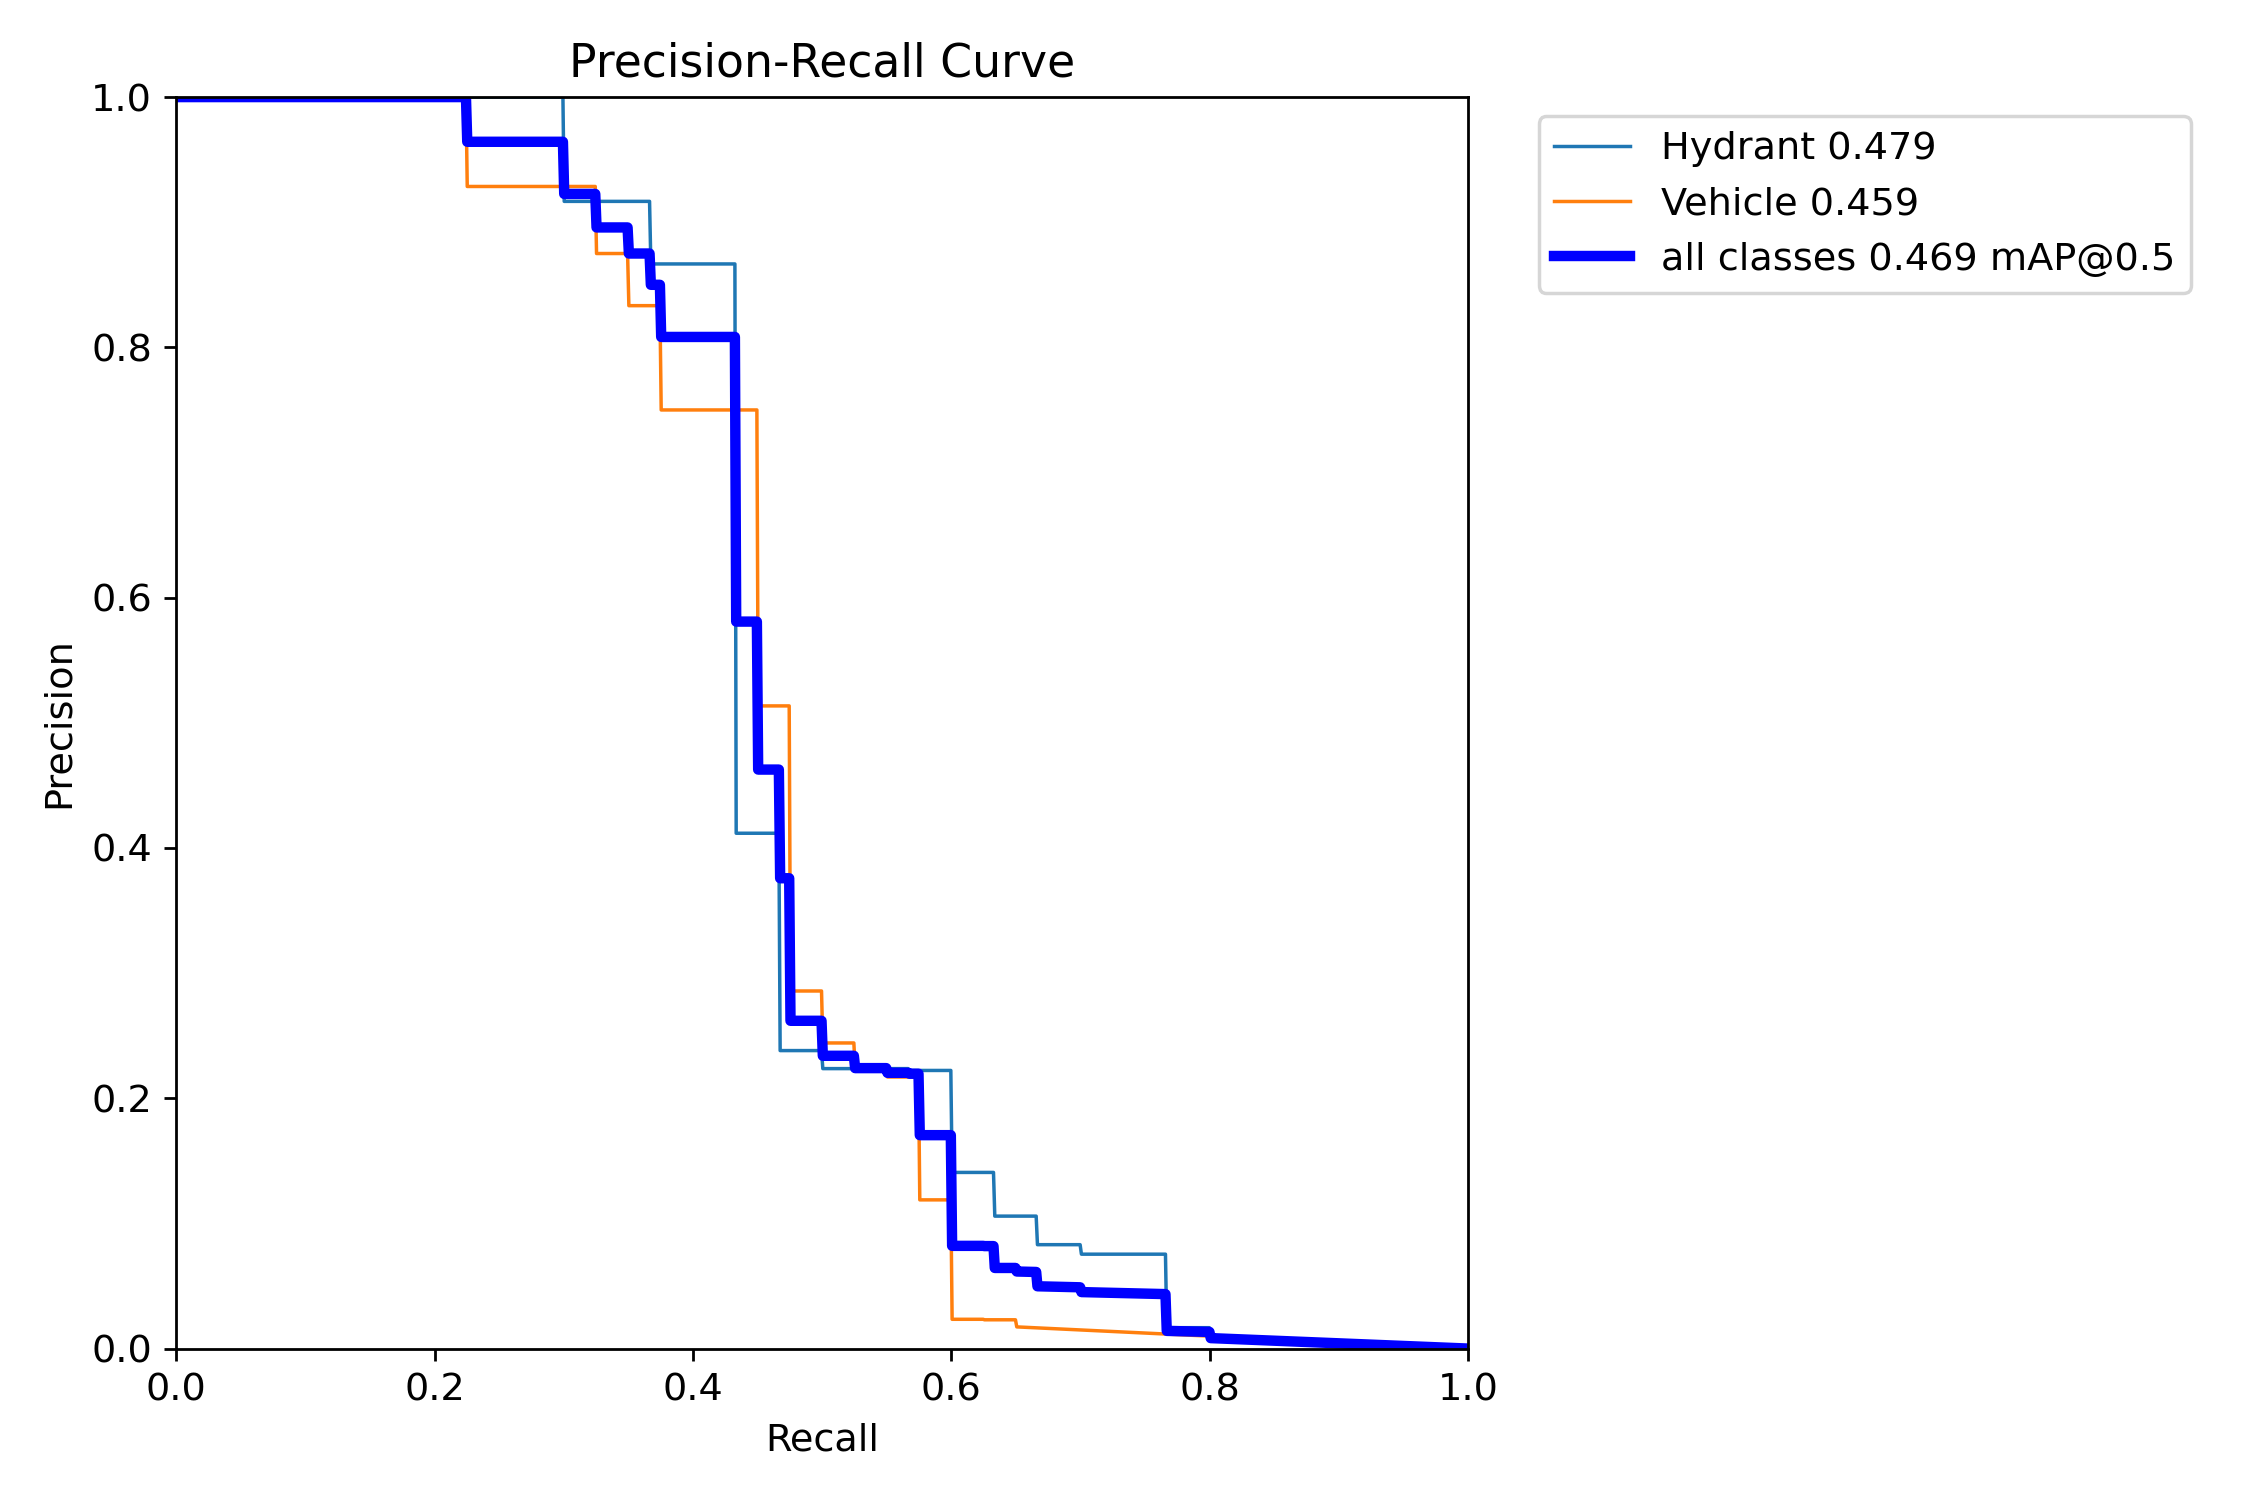 Precision-Recall Curve
1.0
0.8
0.6
0.4
0.2
0.0
Precision
0.0 0.2 0.4 0.6 0.8 1.0
Recall
Hydrant 0.479
Vehicle 0.459
all classes 0.469 mAP@0.5